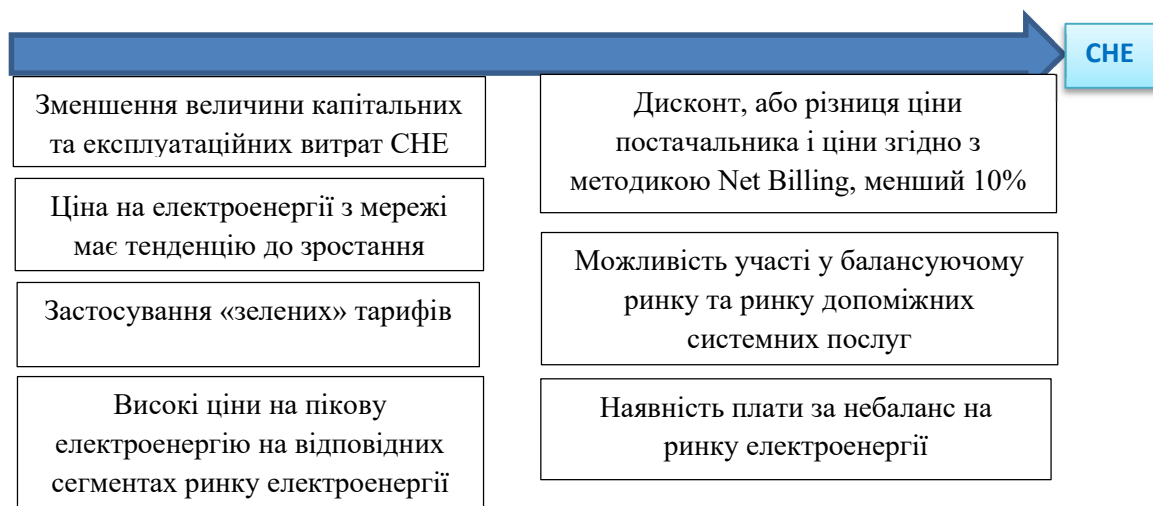 СНЕ
Зменшення величини капітальних
та експлуатаційних витрат СНЕ
Ціна на електроенергії з мережі
має тенденцію до зростання
Застосування «зелених» тарифів
Високі ціни на пікову
електроенергію на відповідних
сегментах ринку електроенергії
Дисконт, або різниця ціни
постачальника і ціни згідно з
методикою Net Billing, менший 10%
Можливість участі у балансуючому
ринку та ринку допоміжних
системних послуг
Наявність плати за небаланс на
ринку електроенергії